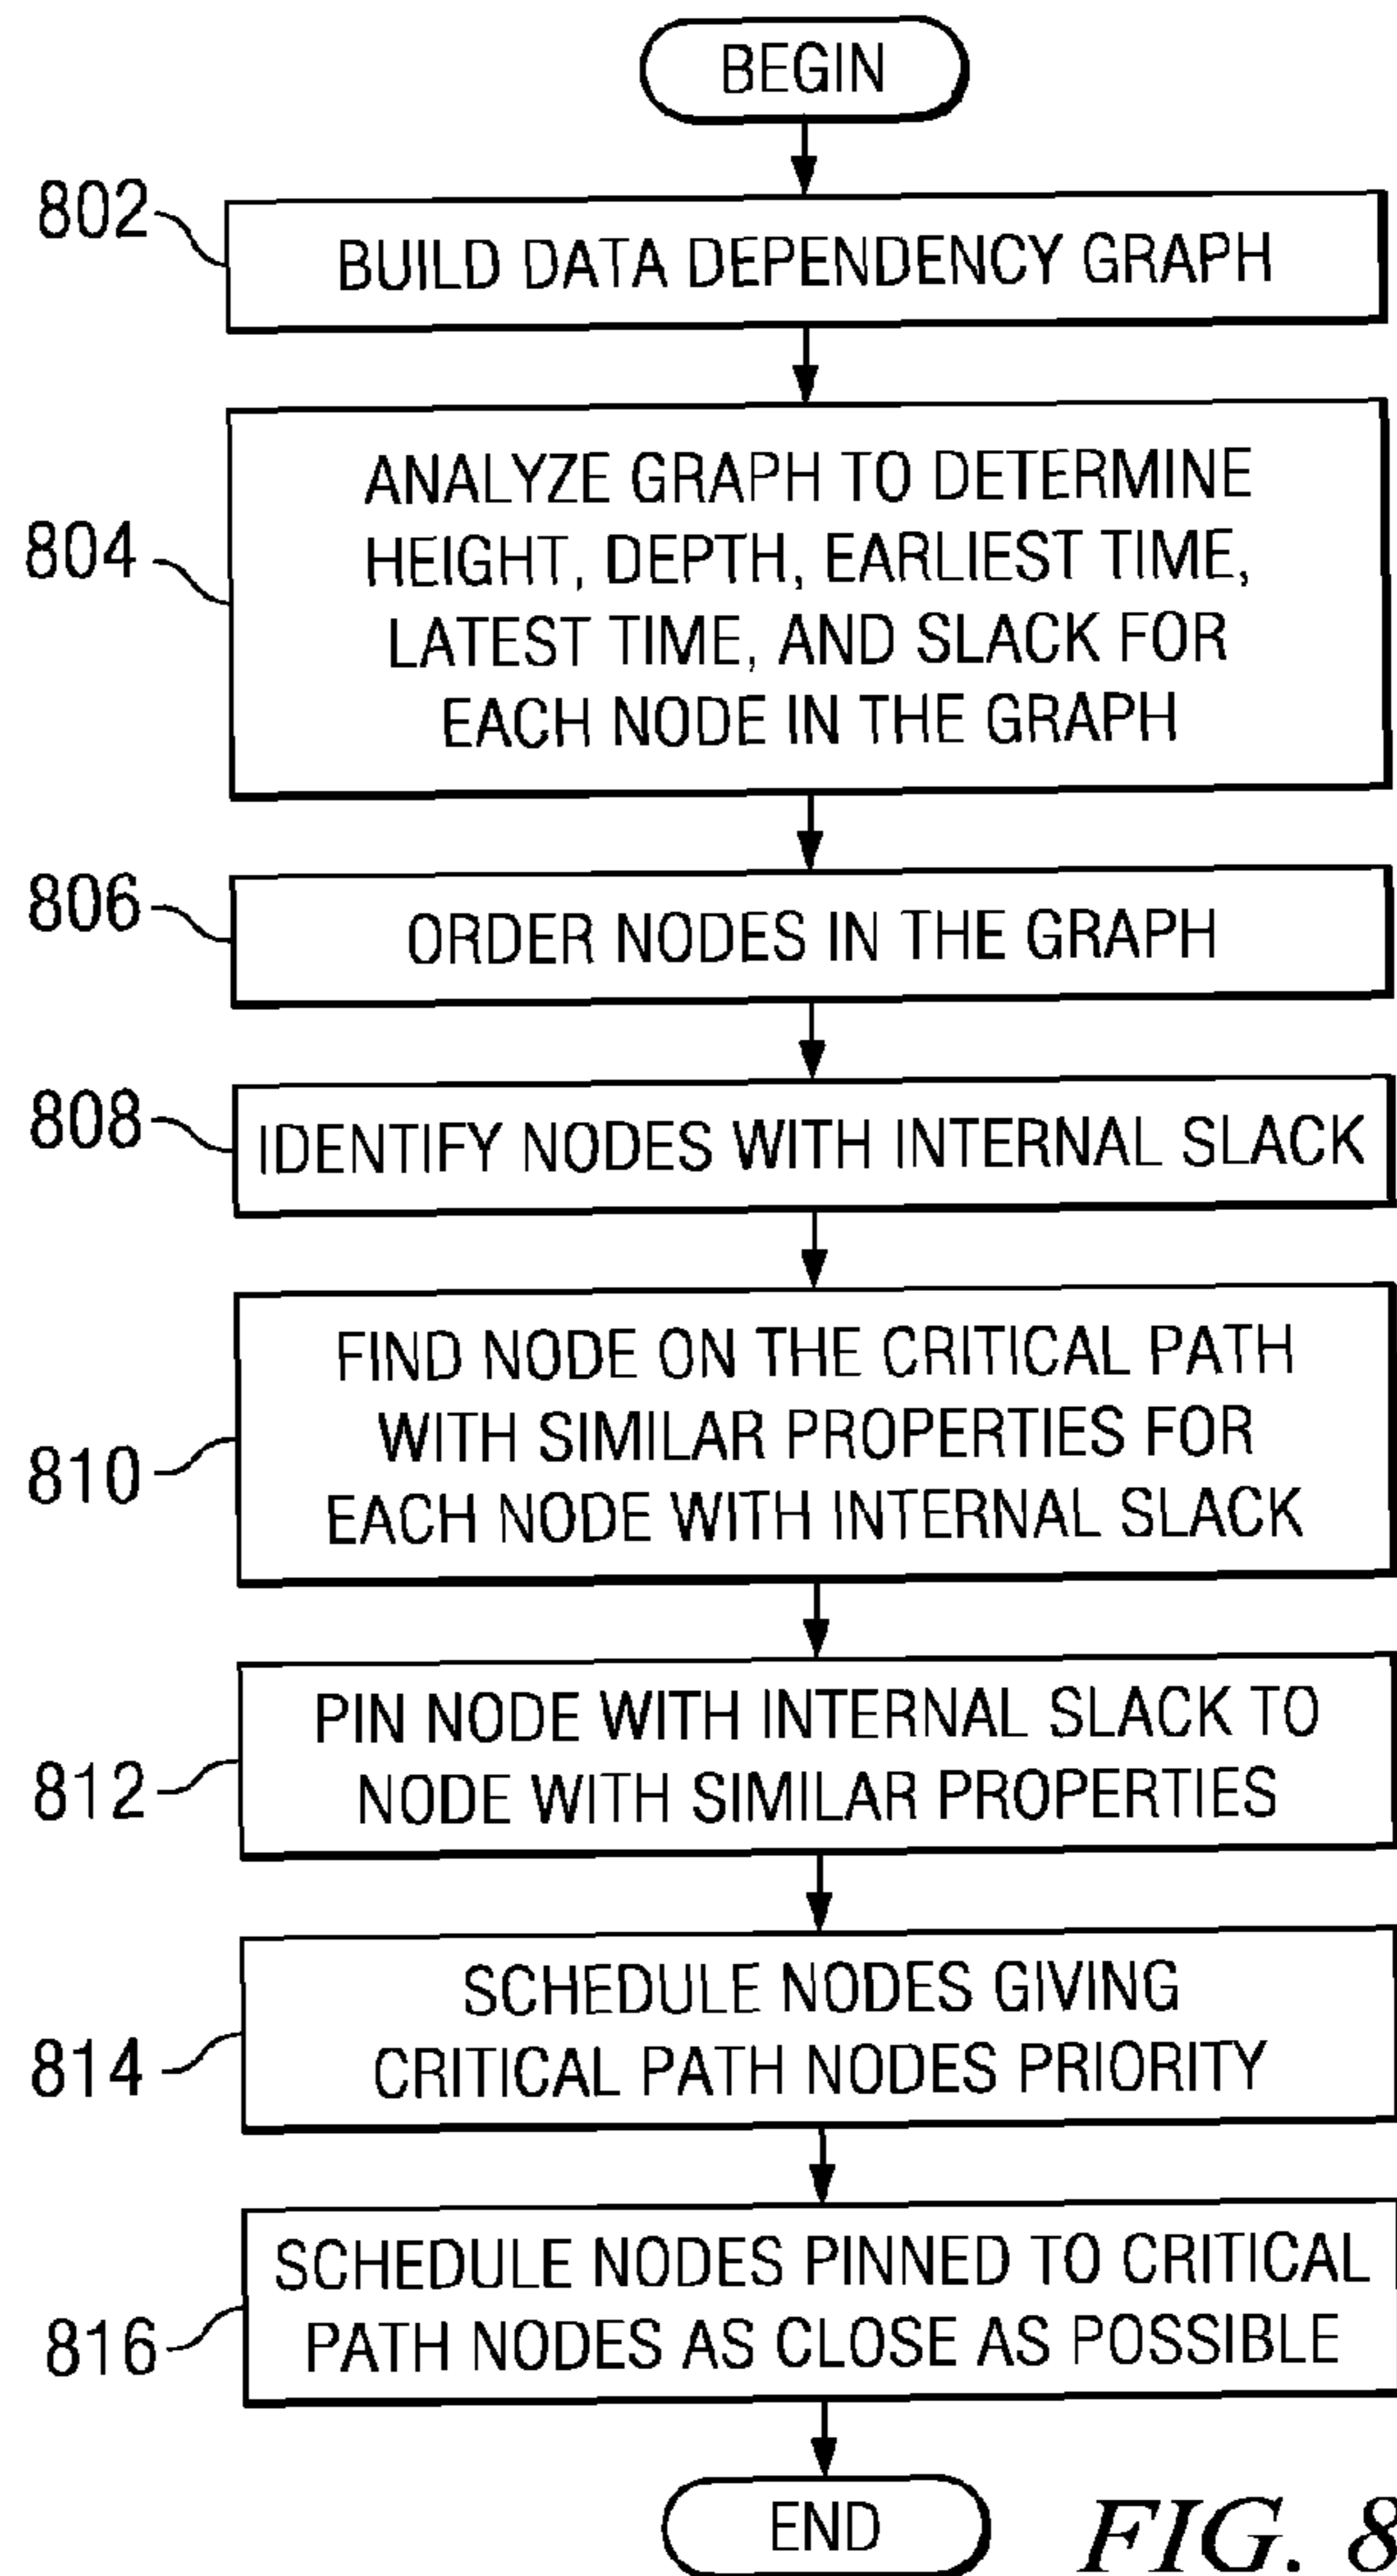 BEGIN
802
BUILD DATA DEPENDENCY GRAPH
804
ANALYZE GRAPH TO DETERMINE
HEIGHT, DEPTH, EARLIEST TIME,
LATEST TIME, AND SLACK FOR
EACH NODE IN THE GRAPH
806
ORDER NODES IN THE GRAPH
808
IDENTIFY NODES WITH INTERNAL SLACK
810
FIND NODE ON THE CRITICAL PATH
WITH SIMILAR PROPERTIES FOR
EACH NODE WITH INTERNAL SLACK
812
PIN NODE WITH INTERNAL SLACK TO
NODE WITH SIMILAR PROPERTIES
814
SCHEDULE NODES GIVING
CRITICAL PATH NODES PRIORITY
816
SCHEDULE NODES PINNED TO CRITICAL
PATH NODES AS CLOSE AS POSSIBLE
END
FIG. 8